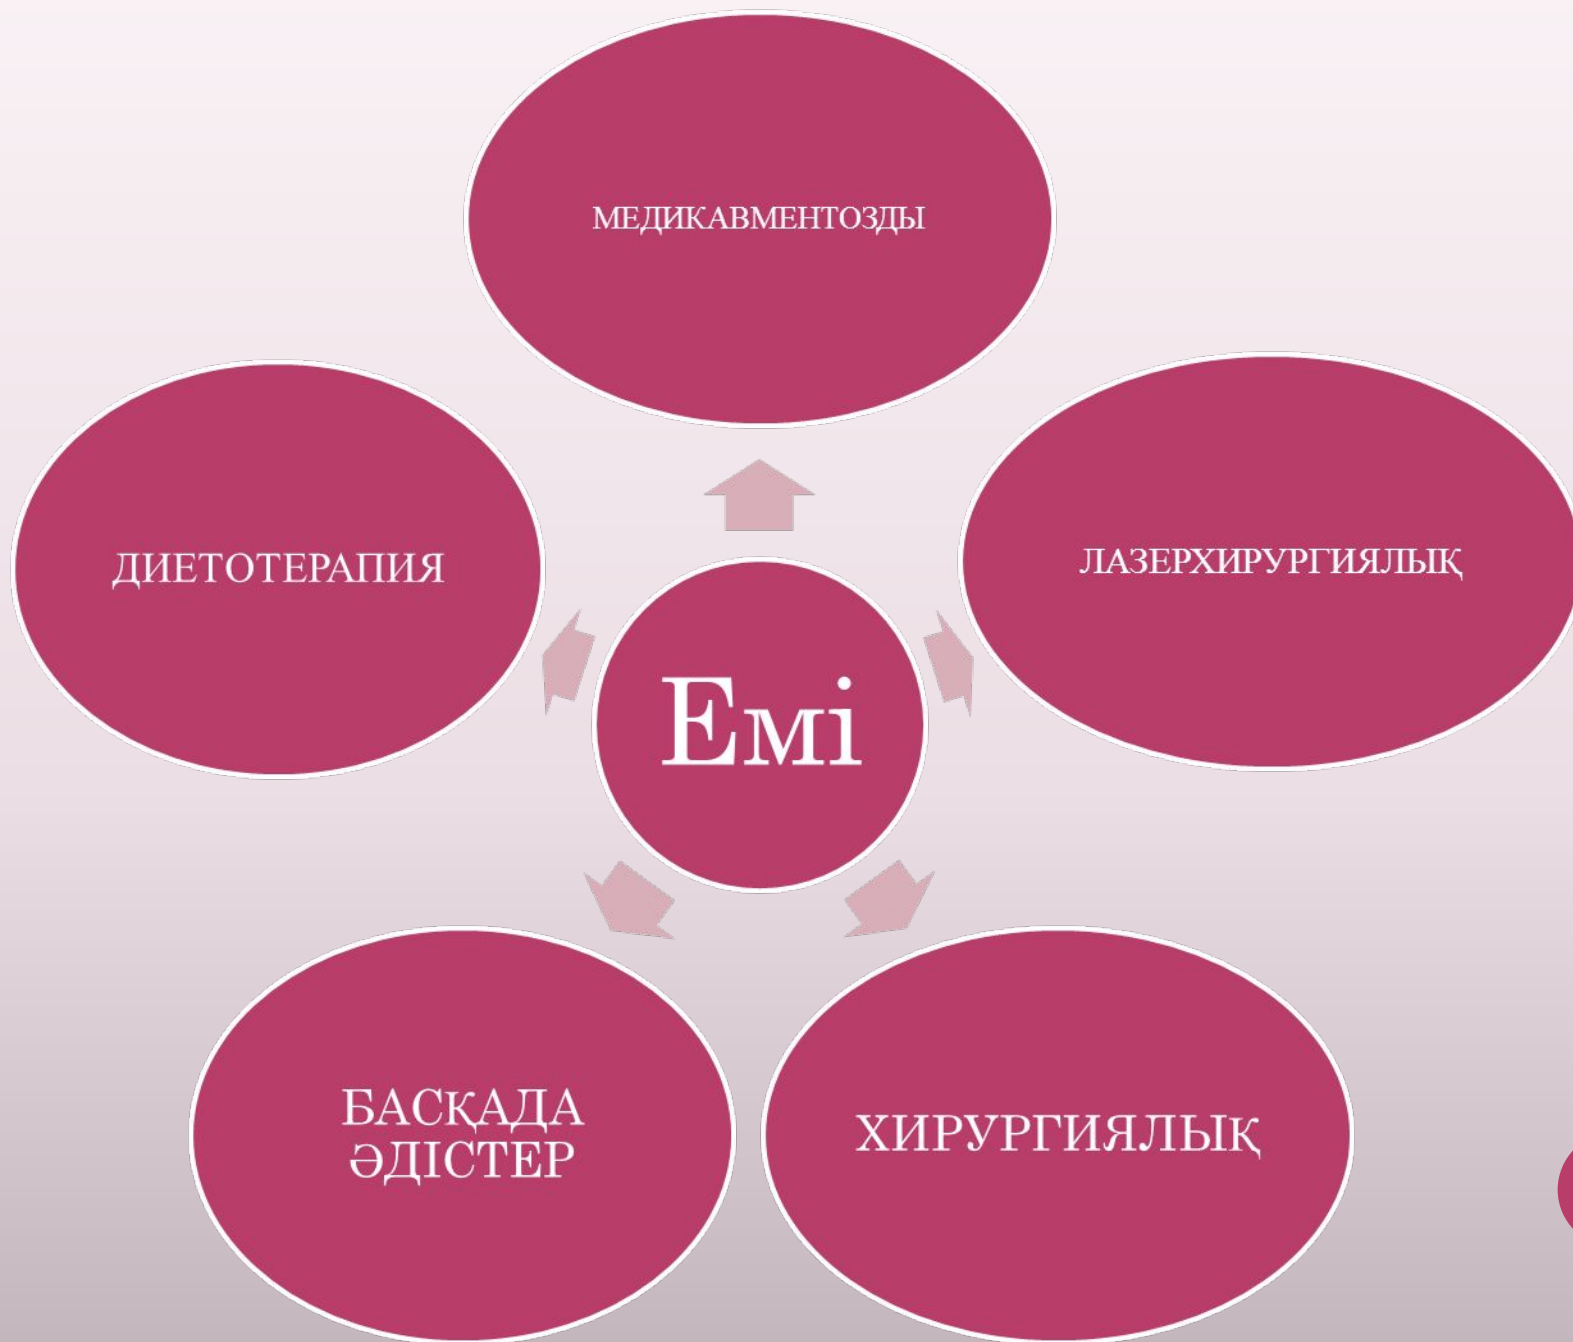 МЕДИКАВМЕНТОЗДЫ
ЛАЗЕРХИРУРГИЯЛЫҚ
ДИЕТОТЕРАПИЯ
Емі
ХИРУРГИЯЛЫҚ
БАСҚАДА
ӘДІСТЕР